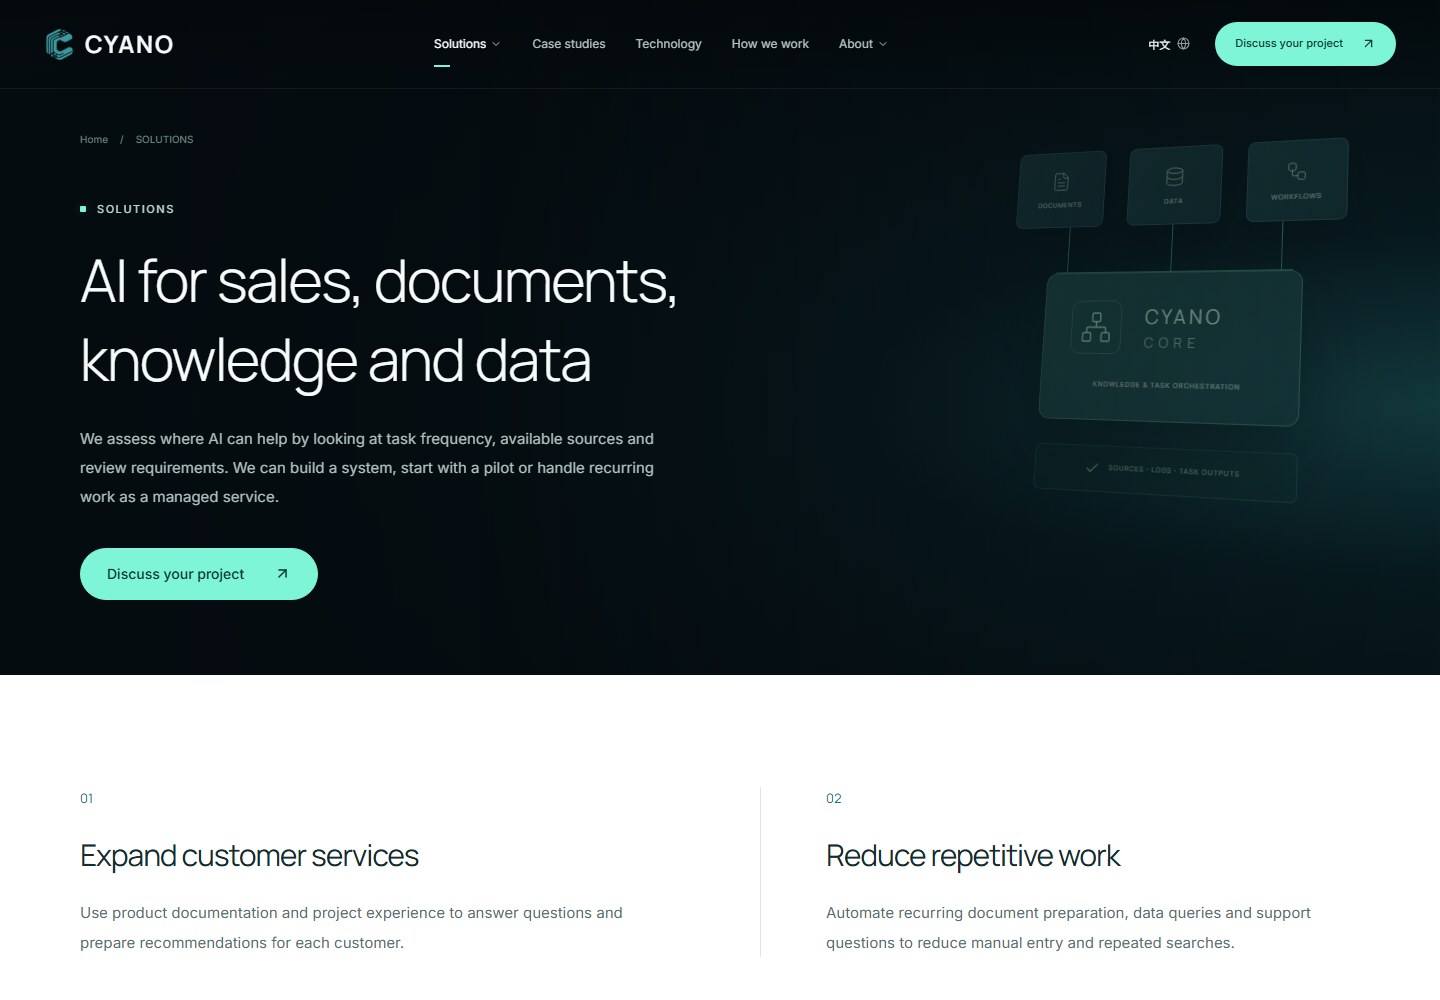 CYANO
Solutions
Case studies
Technology
How we work
About
中文
Discuss your project
Home / SOLUTIONS
SOLUTIONS
AI for sales, documents,
knowledge and data
We assess where AI can help by looking at task frequency, available sources and
review requirements. We can build a system, start with a pilot or handle recurring
work as a managed service.
Discuss your project
DOCUMENTS
DATA
WORKFLOWS
CYANO
CORE
KNOWLEDGE & TASK ORCHESTRATION
SOURCES · LOGS · TASK OUTPUTS
01
Expand customer services
Use product documentation and project experience to answer questions and
prepare recommendations for each customer.
02
Reduce repetitive work
Automate recurring document preparation, data queries and support
questions to reduce manual entry and repeated searches.